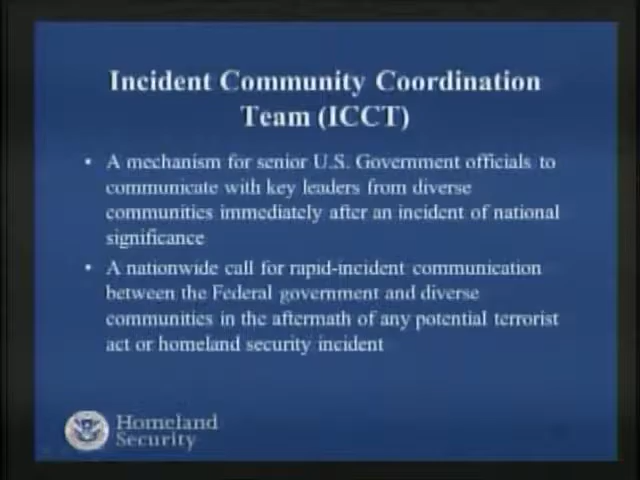 Incident Community Coordination
Team (ICCT)
• A mechanism for senior U.S. Government officials to
communicate with key leaders from diverse
communities immediately after an incident of national
significance
• A nationwide call for rapid-incident communication
between the Federal government and diverse
communities in the aftermath of any potential terrorist
act or homeland security incident
Homeland
Security